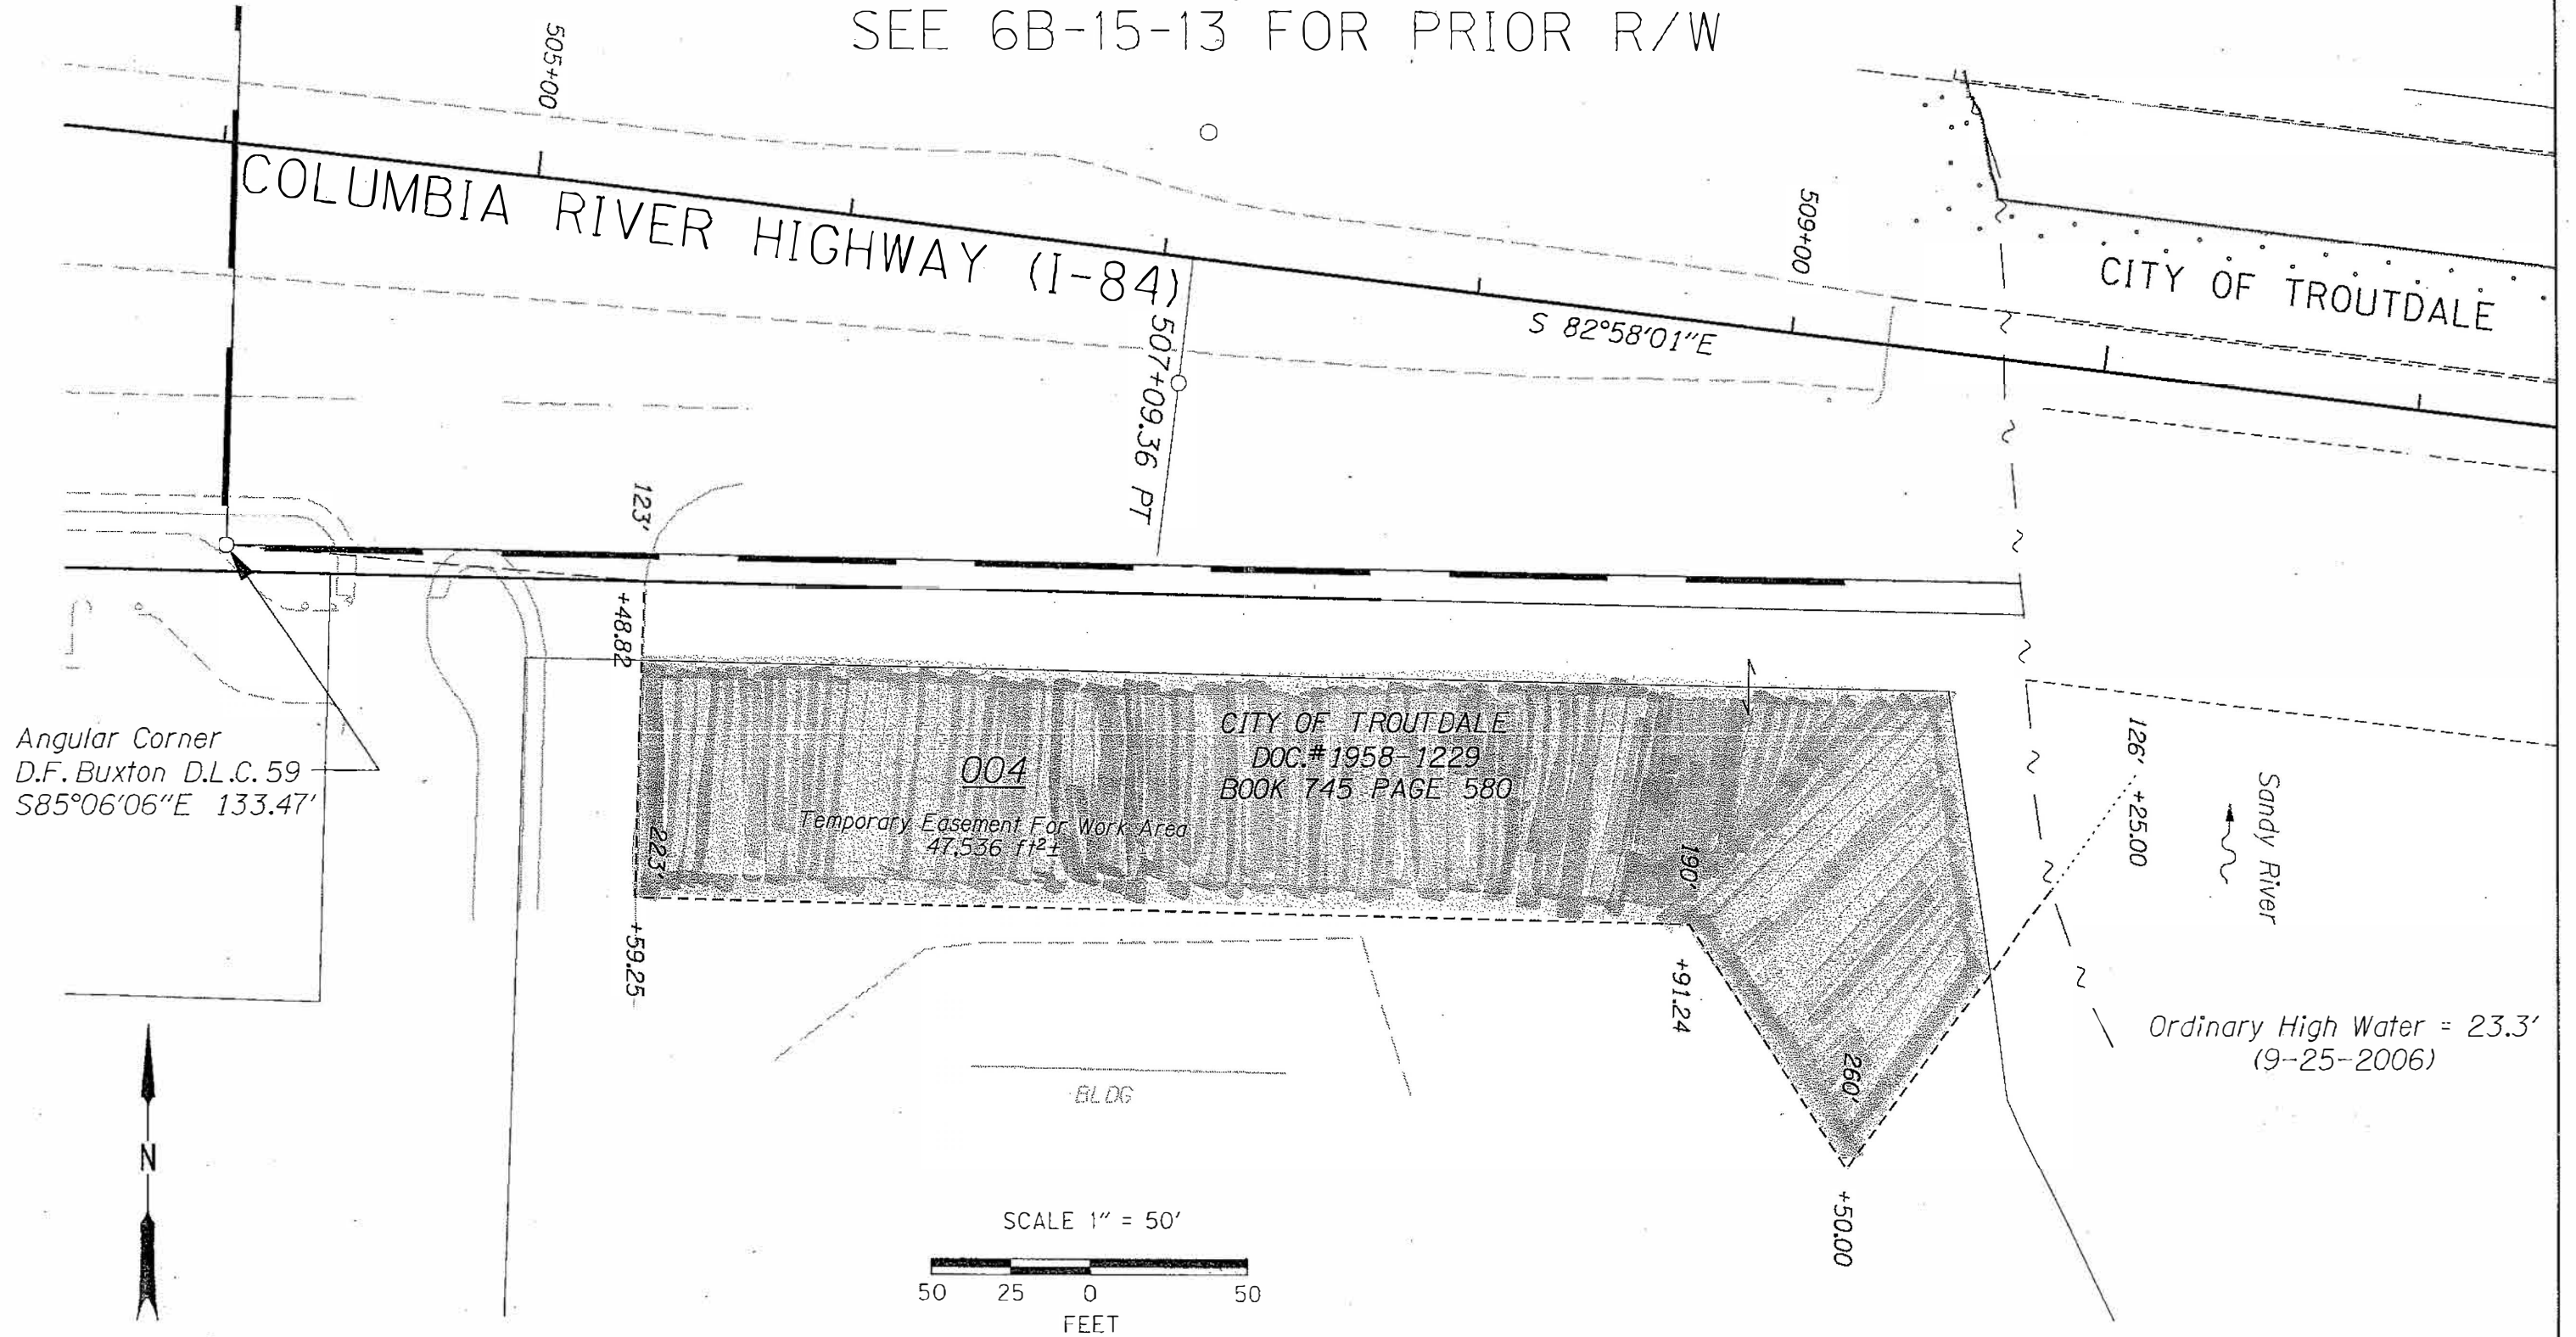 SEE 6B-15-13 FOR PRIOR R/W
505+00
COLUMBIA RIVER HIGHWAY (I-84)
509+00
CITY OF TROUTDALE
S 82°58'01"E
507+09.36 PT
123'
+48.82
Angular Corner
D.F. Buxton D.L.C. 59
S85°06'06"E 133.47'
004
Temporary Easement For Work Area
47,536 ft²±
CITY OF TROUTDALE
DOC.#1958-1229
BOOK 745 PAGE 580
223'
+59.25
190'
+91.24
260'
+50.00
126'
+25.00
Sandy River
Ordinary High Water = 23.3'
(9-25-2006)
BLDG
N
SCALE 1" = 50'
50 25 0 50
FEET